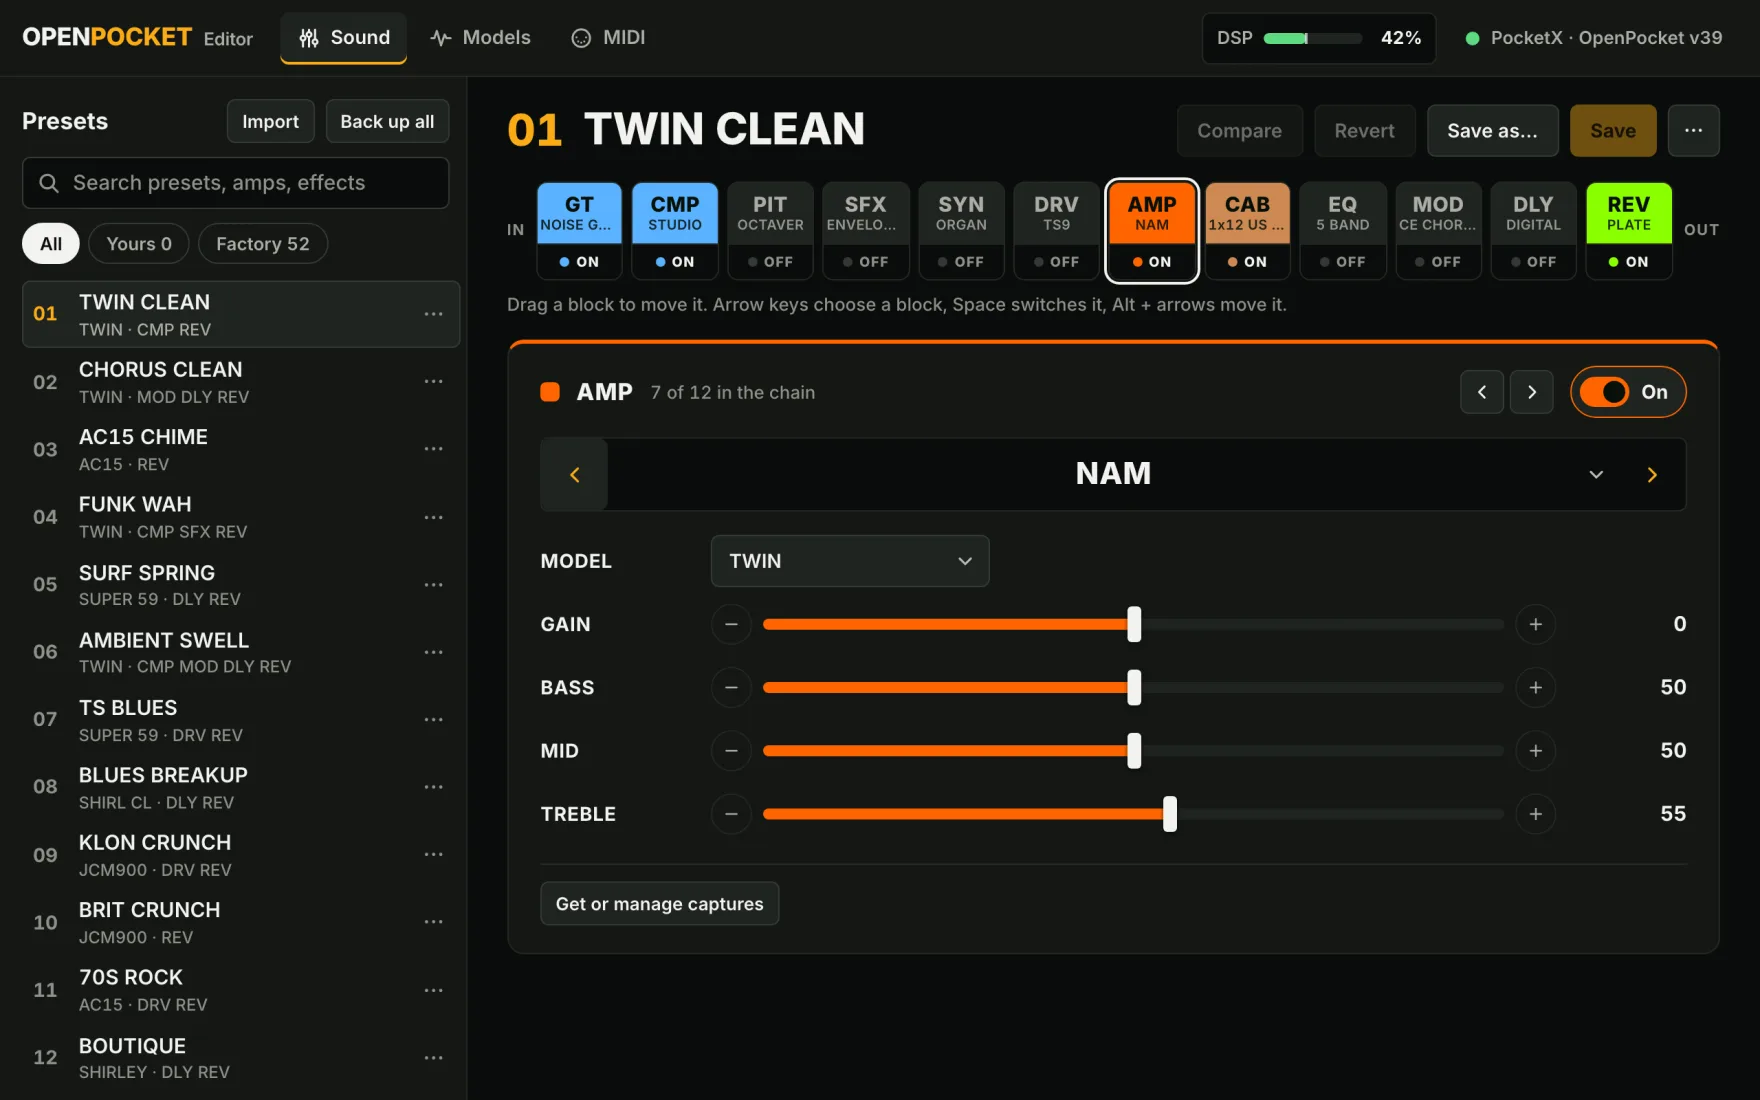 OPENPOCKET Editor
Sound
Models
MIDI
DSP 42%
PocketX · OpenPocket v39
Presets
Import
Back up all
Search presets, amps, effects
All
Yours 0
Factory 52
01 TWIN CLEAN
TWIN · CMP REV
02 CHORUS CLEAN
TWIN · MOD DLY REV
03 AC15 CHIME
AC15 · REV
04 FUNK WAH
TWIN · CMP SFX REV
05 SURF SPRING
SUPER 59 · DLY REV
06 AMBIENT SWELL
TWIN · CMP MOD DLY REV
07 TS BLUES
SUPER 59 · DRV REV
08 BLUES BREAKUP
SHIRL CL · DLY REV
09 KLON CRUNCH
JCM900 · DRV REV
10 BRIT CRUNCH
JCM900 · REV
11 70S ROCK
AC15 · DRV REV
12 BOUTIQUE
SHIRLEY · DLY REV
01 TWIN CLEAN
Compare
Revert
Save as...
Save
IN
GT
NOISE G...
ON
CMP
STUDIO
ON
PIT
OCTAVER
OFF
SFX
ENVELO...
OFF
SYN
ORGAN
OFF
DRV
TS9
OFF
AMP
NAM
ON
CAB
1x12 US ...
ON
EQ
5 BAND
OFF
MOD
CE CHOR...
OFF
DLY
DIGITAL
OFF
REV
PLATE
ON
OUT
Drag a block to move it. Arrow keys choose a block, Space switches it, Alt + arrows move it.
AMP 7 of 12 in the chain
On
NAM
MODEL TWIN
GAIN 0
BASS 50
MID 50
TREBLE 55
Get or manage captures